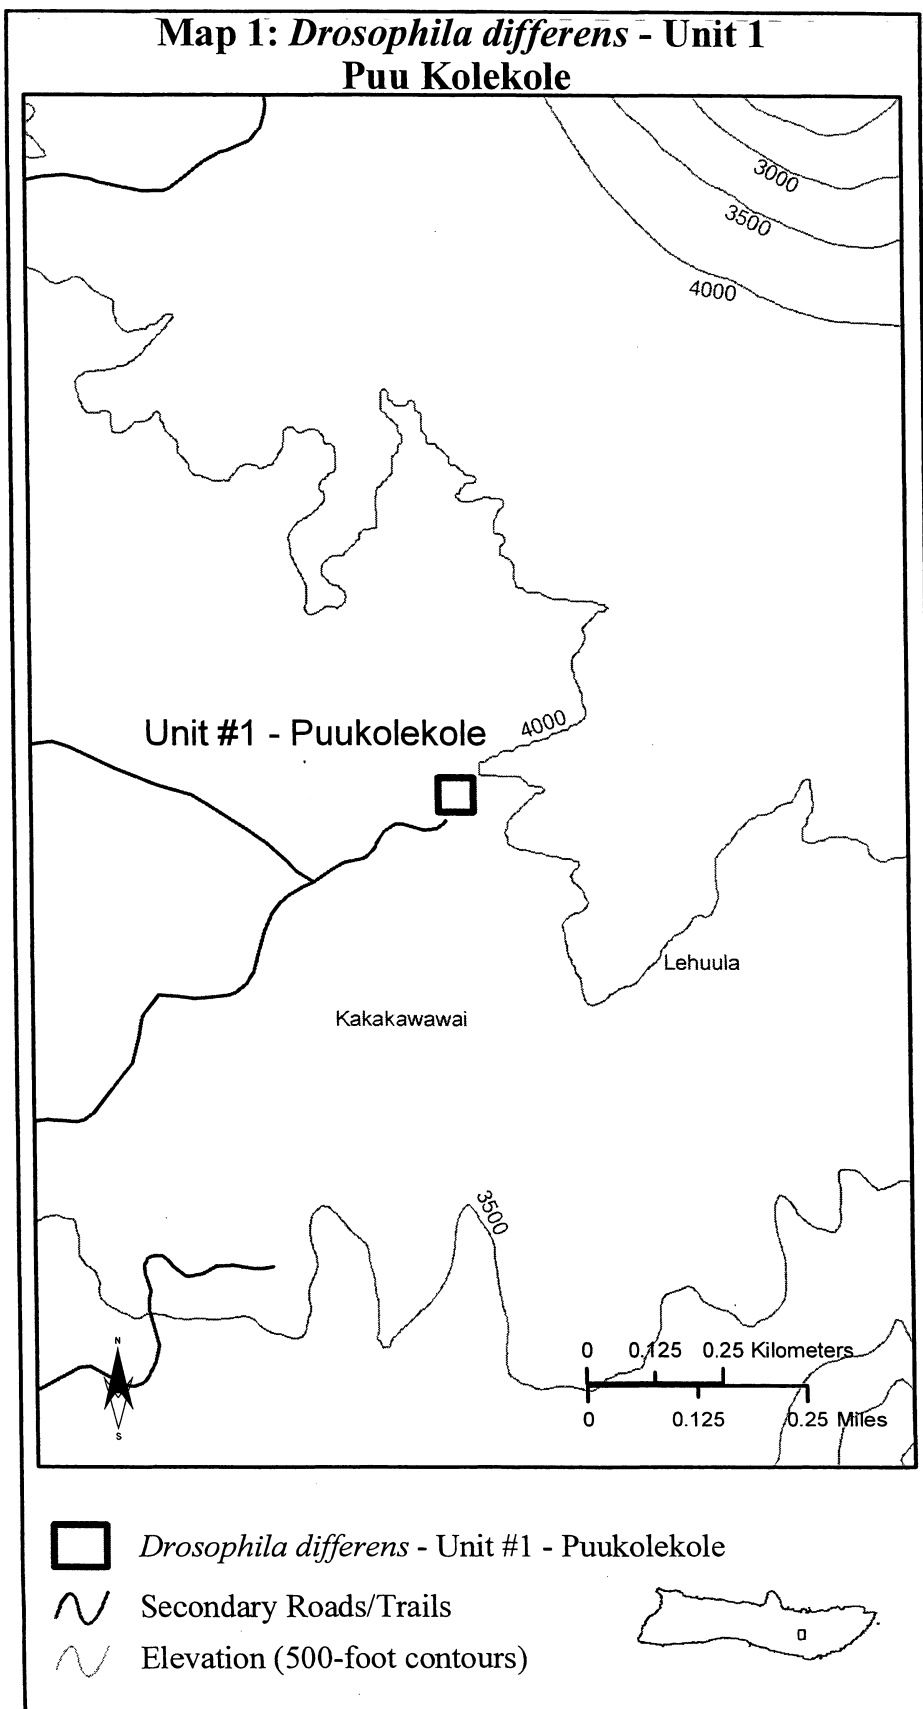 Map 1: Drosophila differens - Unit 1
Puu Kolekole
3000
3500
4000
4000
Unit #1 - Puukolekole
Lehuula
Kakakawawai
3500
N
S
0 0.125 0.25 Kilometers
0 0.125 0.25 Miles
Drosophila differens - Unit #1 - Puukolekole
Secondary Roads/Trails
Elevation (500-foot contours)